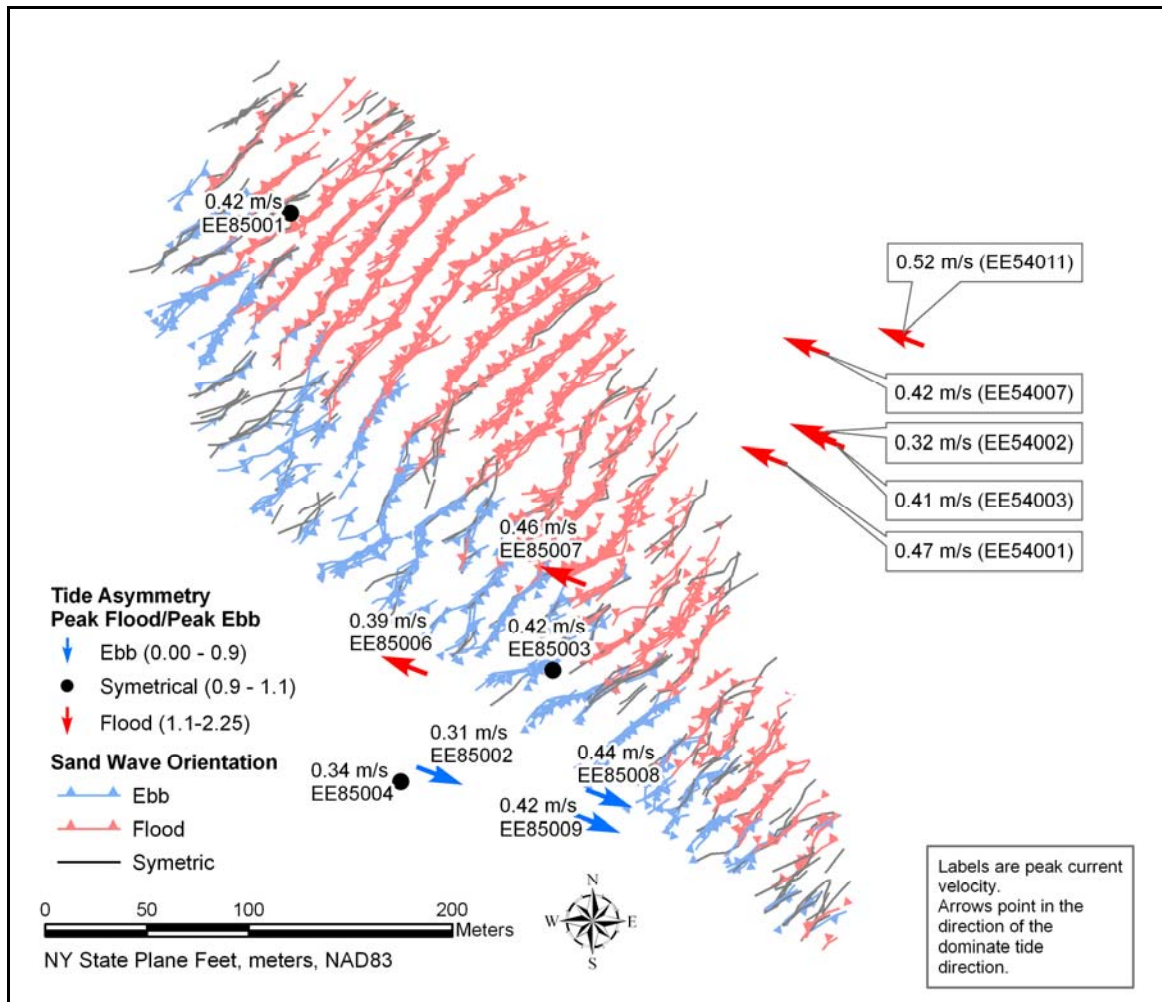 0.42 m/s
EE85001
0.52 m/s (EE54011)
0.42 m/s (EE54007)
0.32 m/s (EE54002)
0.41 m/s (EE54003)
0.47 m/s (EE54001)
0.46 m/s
EE85007
0.39 m/s
EE85006
0.42 m/s
EE85003
0.31 m/s
EE85002
0.34 m/s
EE85004
0.44 m/s
EE85008
0.42 m/s
EE85009
Tide Asymmetry
Peak Flood/Peak Ebb
Ebb (0.00 - 0.9)
Symetrical (0.9 - 1.1)
Flood (1.1-2.25)
Sand Wave Orientation
Ebb
Flood
Symetric
0 50 100 200
Meters
NY State Plane Feet, meters, NAD83
N
W E
S
Labels are peak current
velocity.
Arrows point in the
direction of the
dominate tide
direction.